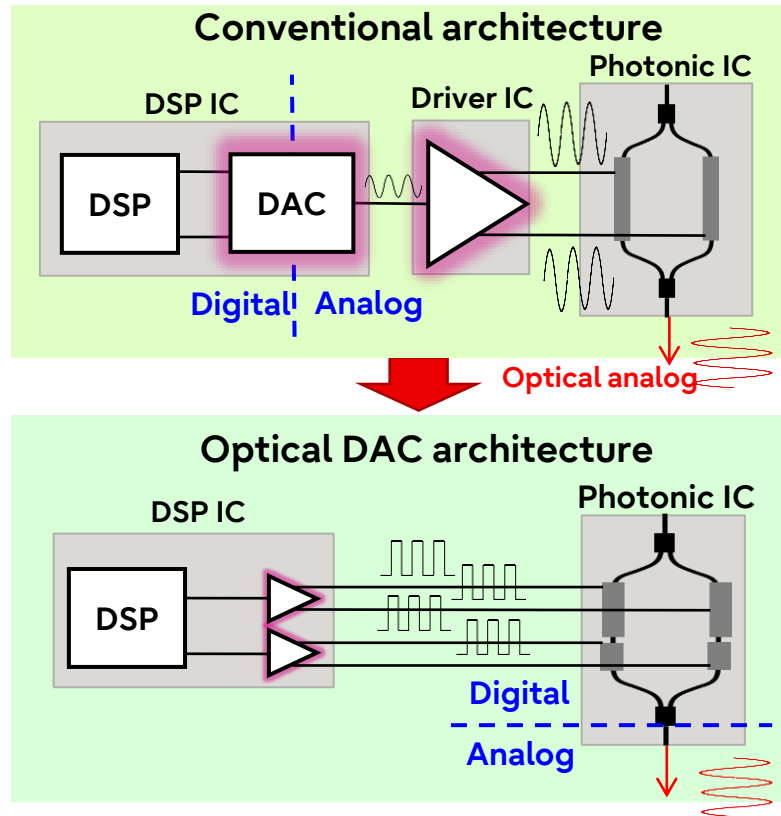 Conventional architecture
Photonic IC
DSP IC
Driver IC
DSP
DAC
Digital
Analog
Optical analog
Optical DAC architecture
Photonic IC
DSP IC
DSP
Digital
Analog